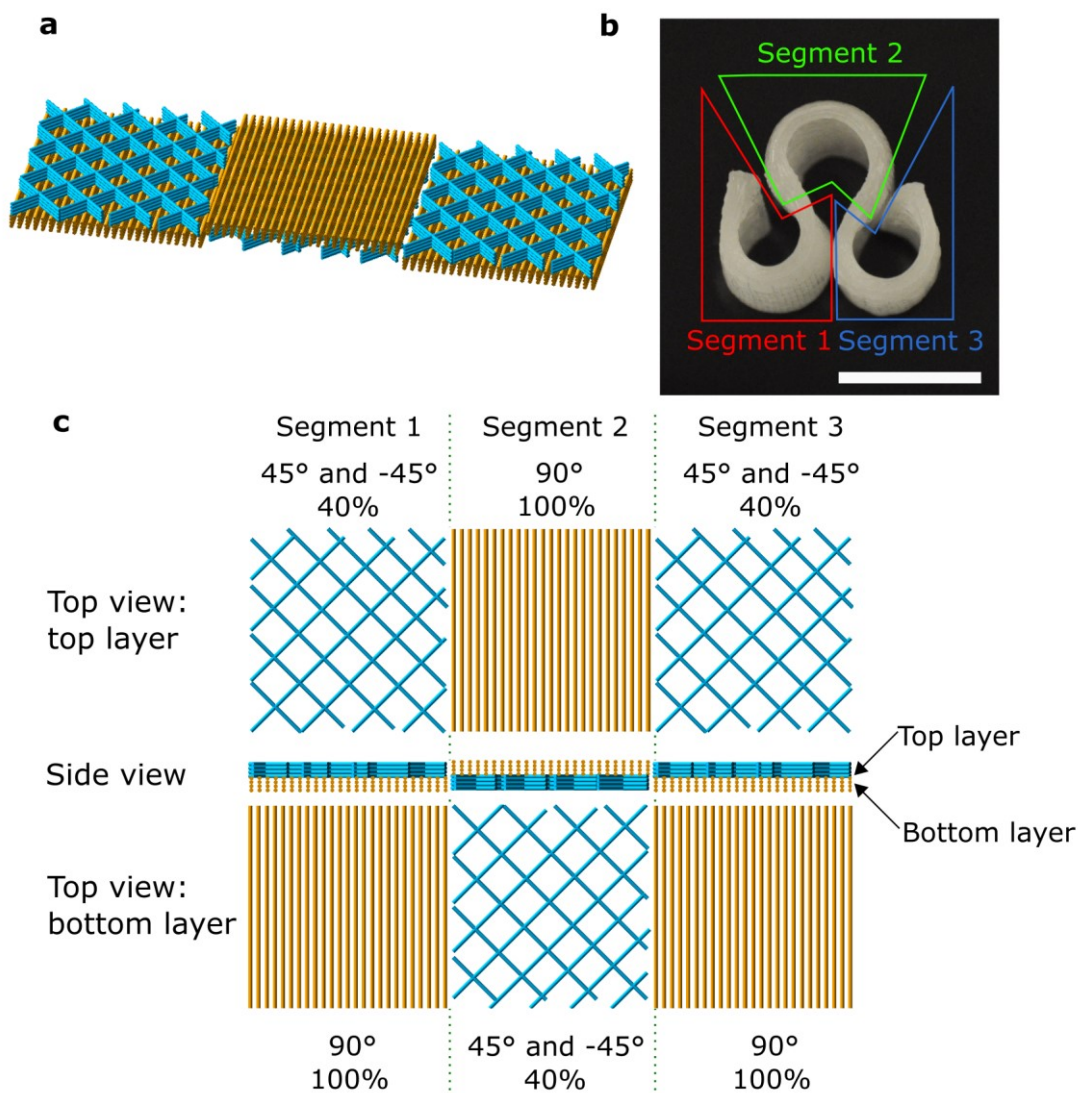 a
b
Segment 2
Segment 1
Segment 3
c
Segment 1
Segment 2
Segment 3
45° and -45°
40%
90°
100%
45° and -45°
40%
Top view:
top layer
Top layer
Side view
Bottom layer
Top view:
bottom layer
90°
100%
45° and -45°
40%
90°
100%